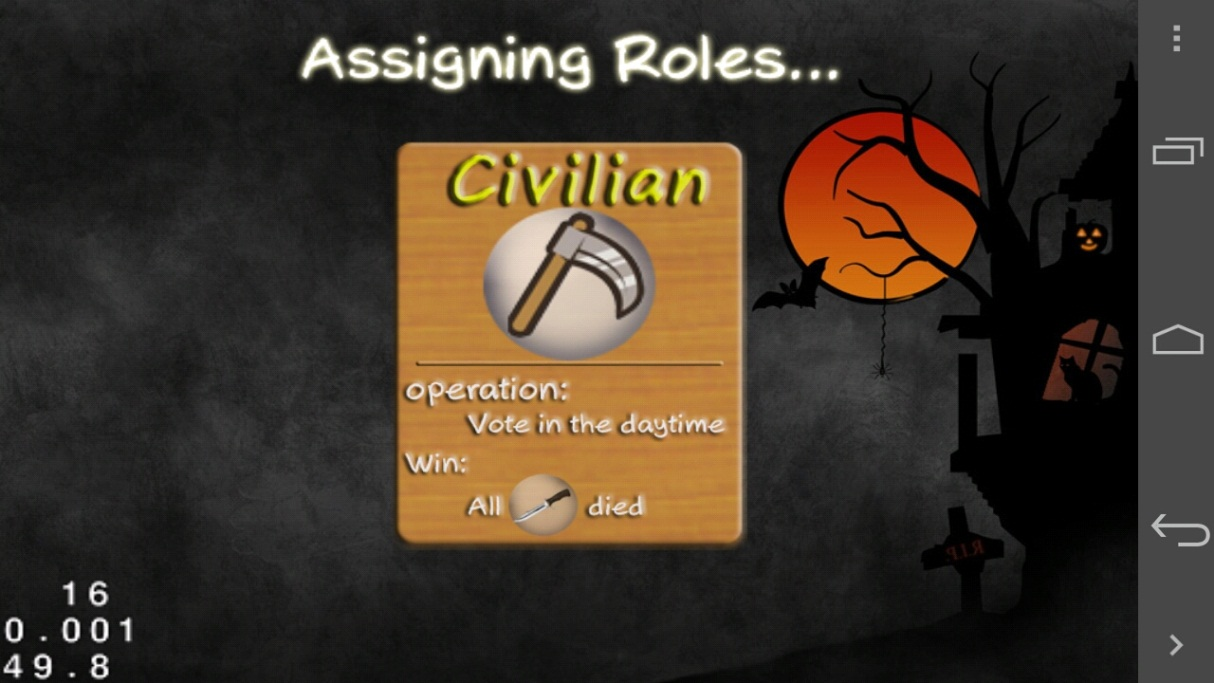 Assigning Roles...
Civilian
operation:
Vote in the daytime
Win:
All died
R.I.P
16
0.001
49.8